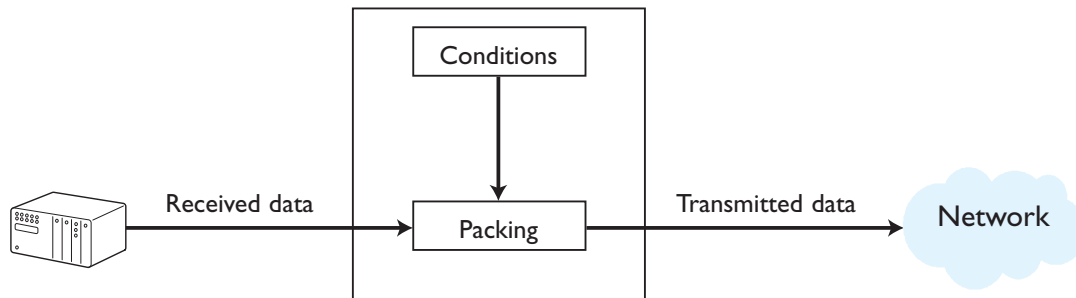 Conditions
Received data
Packing
Transmitted data
Network